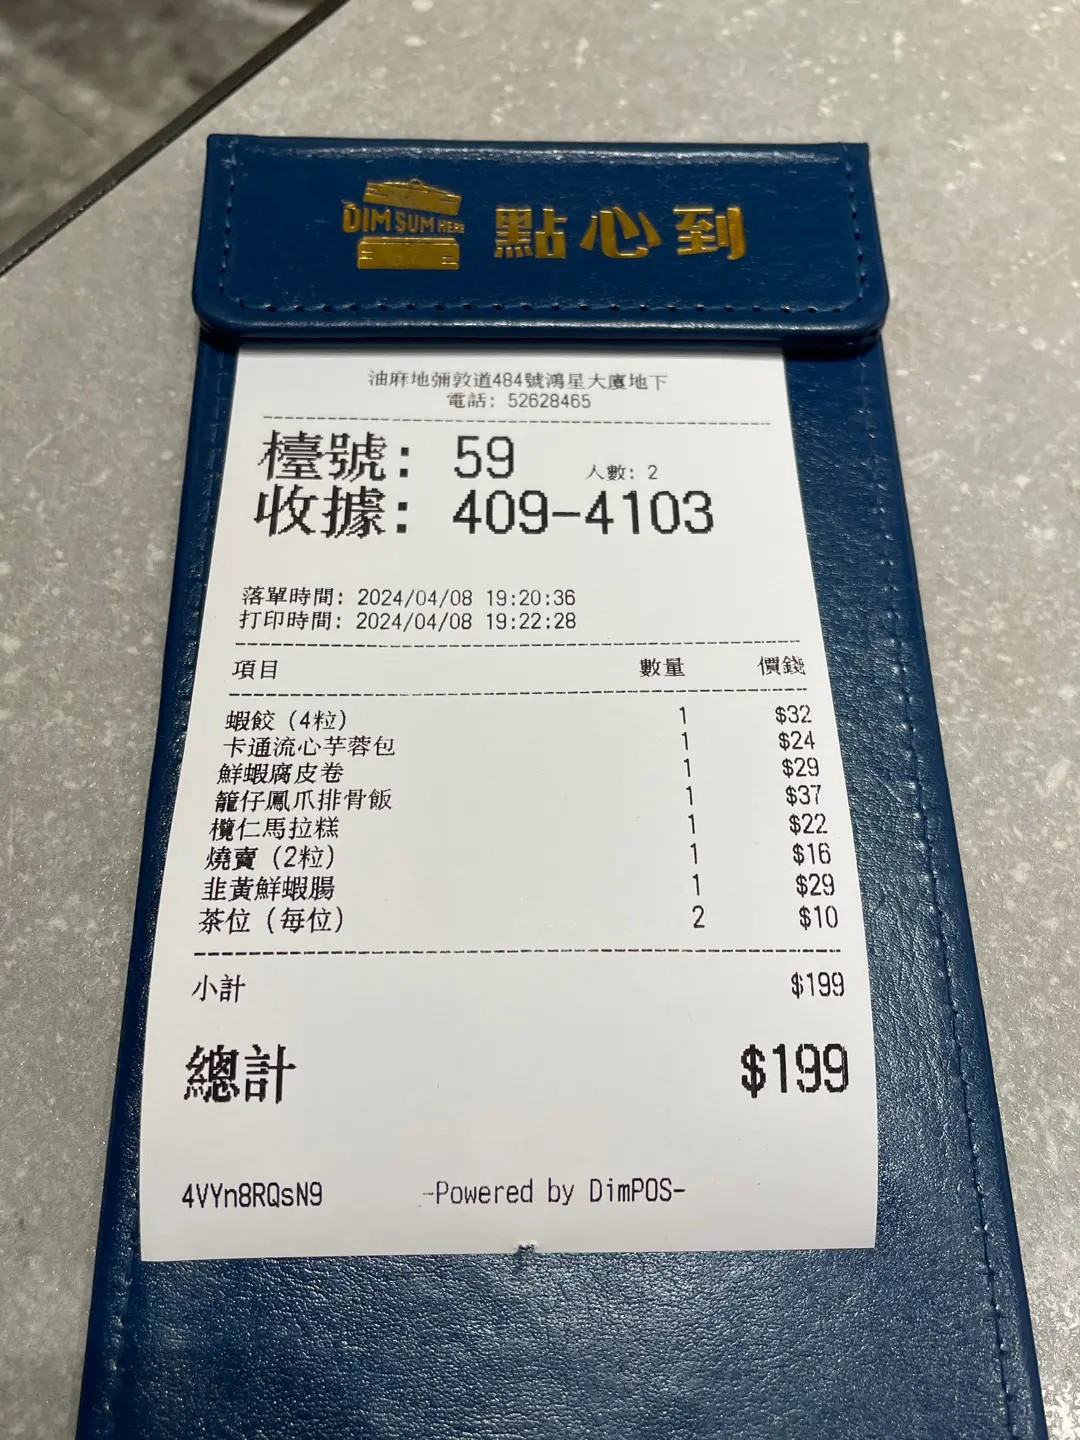 DIM SUM HERE 點心到
油麻地彌敦道484號鴻星大廈地下
電話: 52628465
檯號: 59 人數: 2
收據: 409-4103
落單時間: 2024/04/08 19:20:36
打印時間: 2024/04/08 19:22:28
項目 數量 價錢
蝦餃 (4粒) 1 $32
卡通流心芋蓉包 1 $24
鮮蝦腐皮卷 1 $29
籠仔鳳爪排骨飯 1 $37
欖仁馬拉糕 1 $22
燒賣 (2粒) 1 $16
韭黃鮮蝦腸 1 $29
茶位 (每位) 2 $10
小計 $199
總計 $199
4VYn8RQsN9 -Powered by DimPOS-